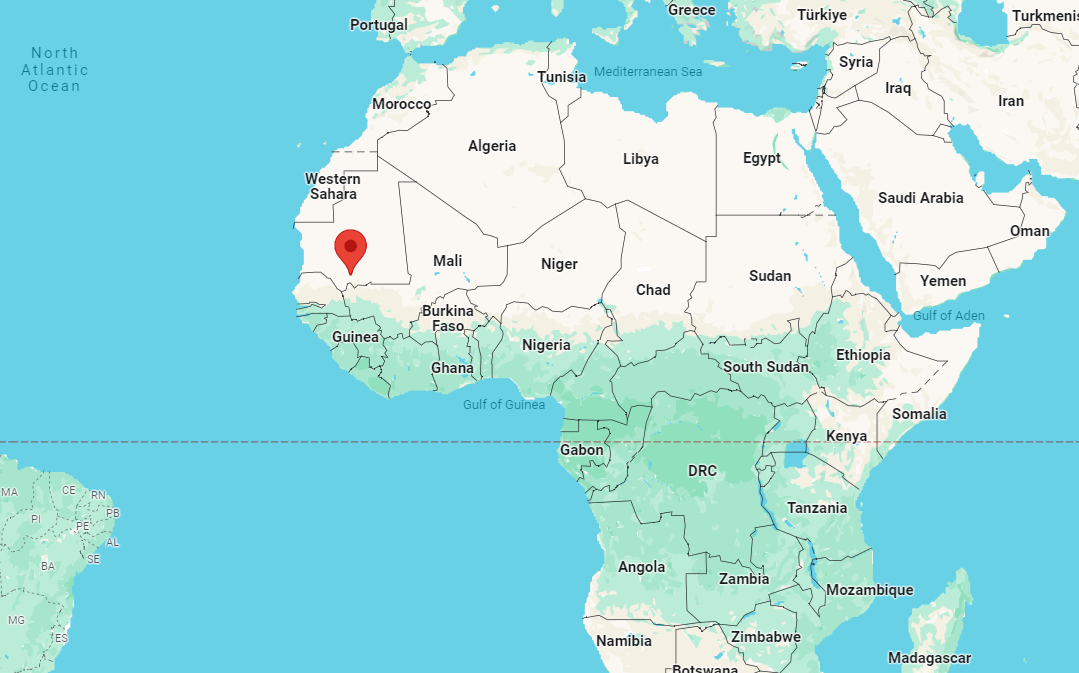 Portugal
Greece
Türkiye
Turkmenis
North
Atlantic
Ocean
Tunisia
Mediterranean Sea
Syria
Iraq
Iran
Morocco
Algeria
Libya
Egypt
Western
Sahara
Saudi Arabia
Oman
Mali
Niger
Chad
Sudan
Yemen
Burkina
Faso
Gulf of Aden
Guinea
Nigeria
Ethiopia
Ghana
South Sudan
Gulf of Guinea
Somalia
Kenya
Gabon
DRC
MA
CE
RN
PB
PI
PE
AL
SE
BA
Tanzania
Angola
Zambia
Mozambique
MG
ES
Namibia
Zimbabwe
Madagascar
Botswana